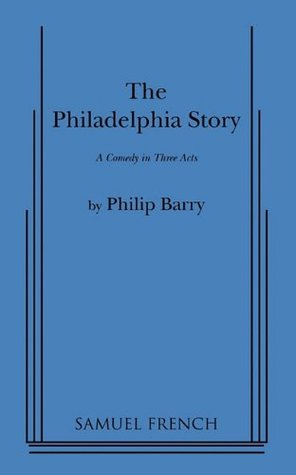 The
Philadelphia Story
A Comedy in Three Acts
by Philip Barry
SAMUEL FRENCH